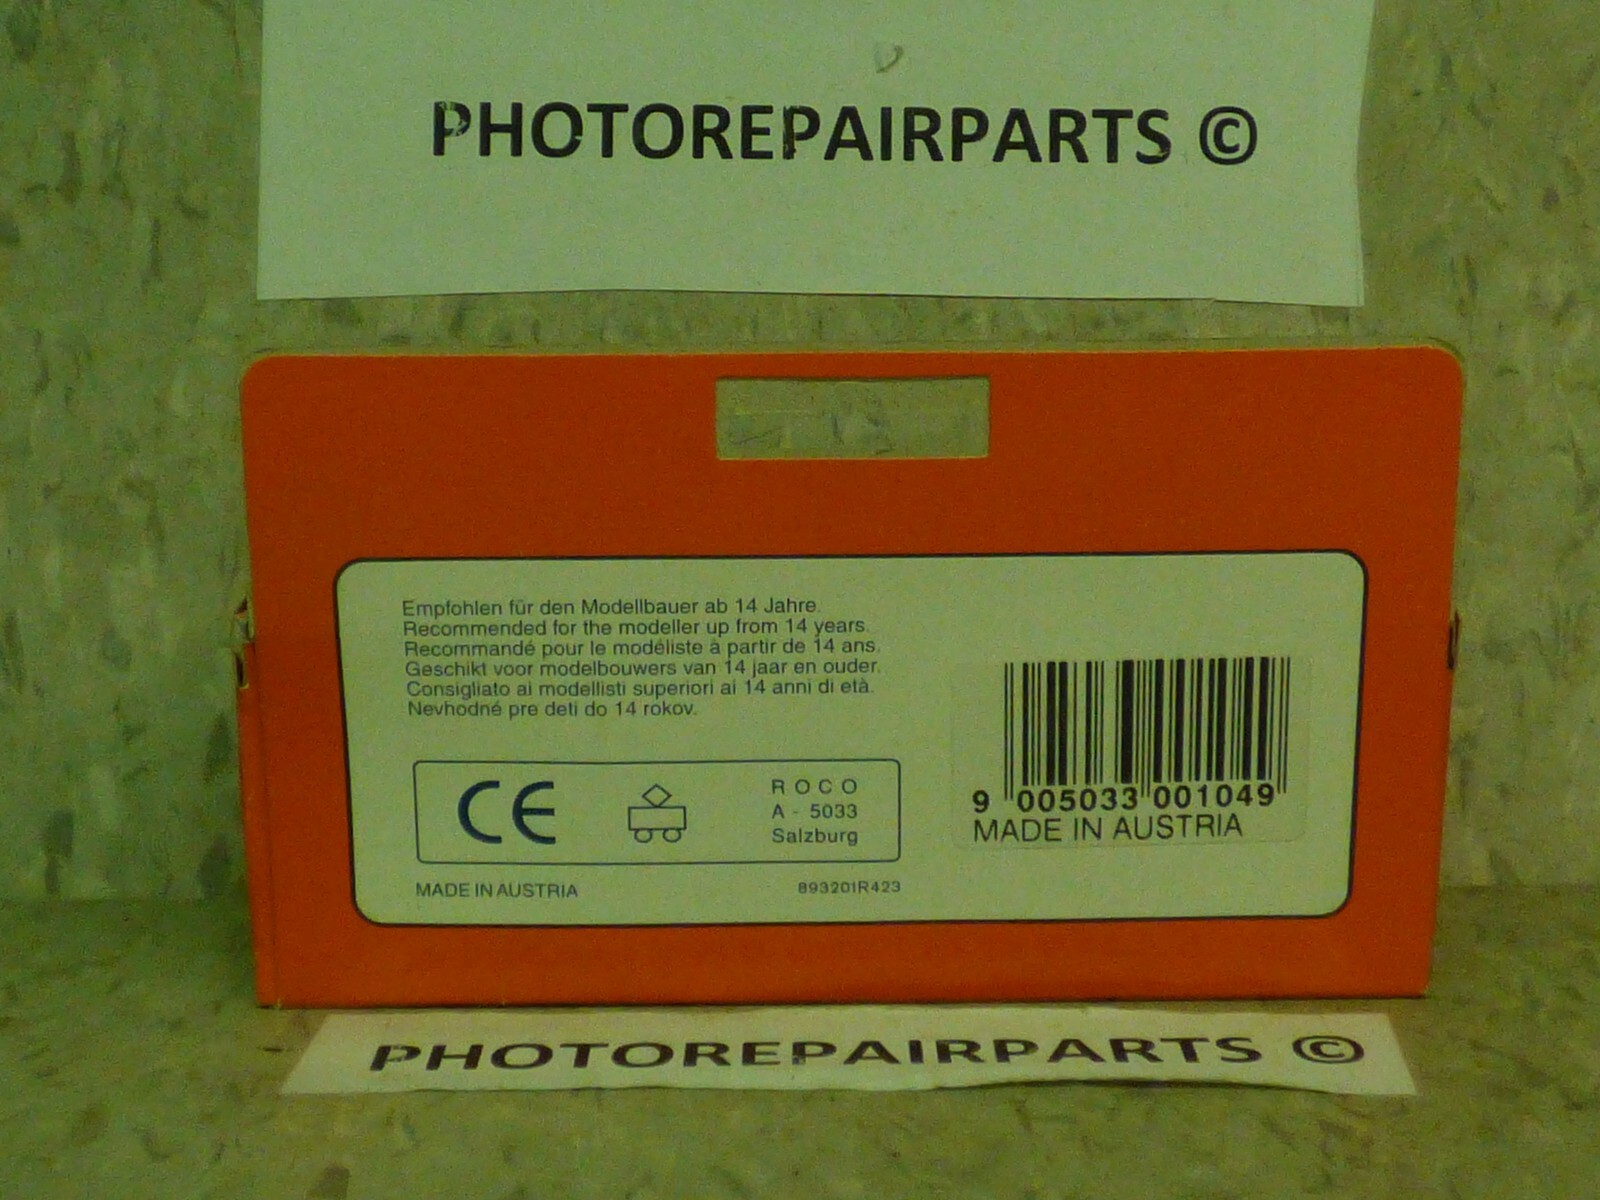 PHOTOREPAIRPARTS ©
Empfohlen für den Modellbauer ab 14 Jahre.
Recommended for the modeller up from 14 years.
Recommandé pour le modéliste à partir de 14 ans.
Geschikt voor modelbouwers van 14 jaar en ouder.
Consigliato ai modellisti superiori ai 14 anni di età.
Nevhodné pre deti do 14 rokov.
CE
ROCO
A - 5033
Salzburg
MADE IN AUSTRIA
893201R423
9 005033 001049
MADE IN AUSTRIA
PHOTOREPAIRPARTS ©